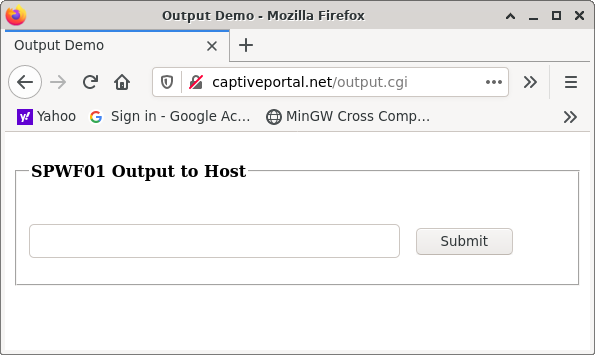 Output Demo - Mozilla Firefox
Output Demo
captiveportal.net/output.cgi
Yahoo
Sign in - Google Ac…
MinGW Cross Comp…
SPWF01 Output to Host
Submit